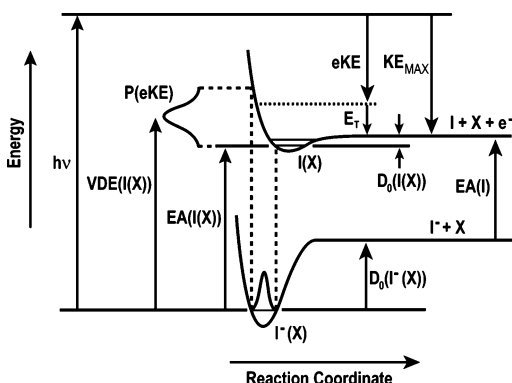 eKE
KE_MAX
P(eKE)
E_T
I + X + e⁻
I(X)
D₀(I(X))
Energy
hν
VDE(I(X))
EA(I(X))
EA(I)
I⁻ + X
D₀(I⁻(X))
I⁻(X)
Reaction Coordinate